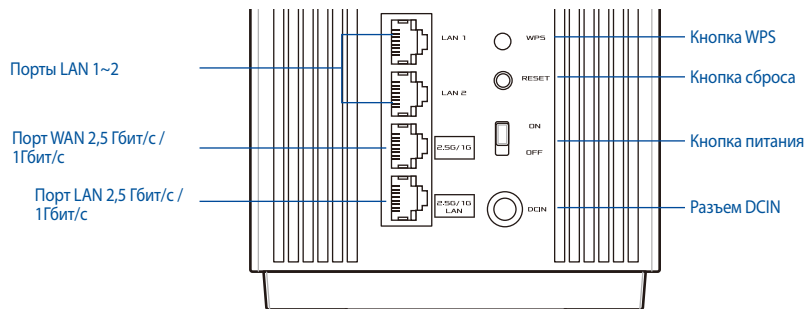 Порты LAN 1~2
Порт WAN 2,5 Гбит/с /
1Гбит/с
Порт LAN 2,5 Гбит/с /
1Гбит/с
LAN 1
LAN 2
2.5G/1G
2.5G/1G
LAN
WPS
RESET
ON
OFF
DCIN
Кнопка WPS
Кнопка сброса
Кнопка питания
Разъем DCIN